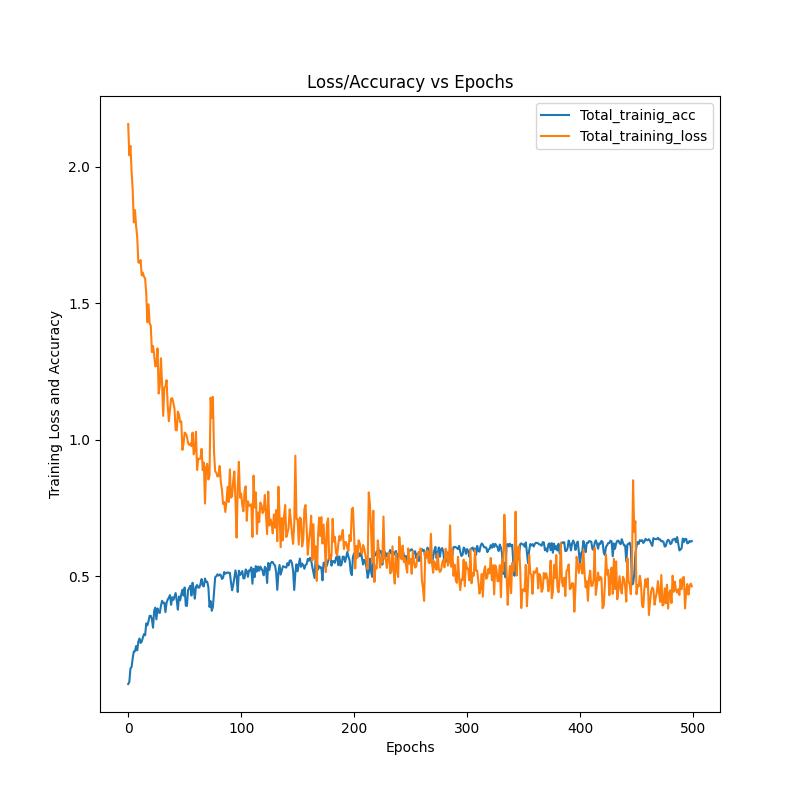 Loss/Accuracy vs Epochs
Total_trainig_acc
Total_training_loss
Training Loss and Accuracy
2.0
1.5
1.0
0.5
0 100 200 300 400 500
Epochs